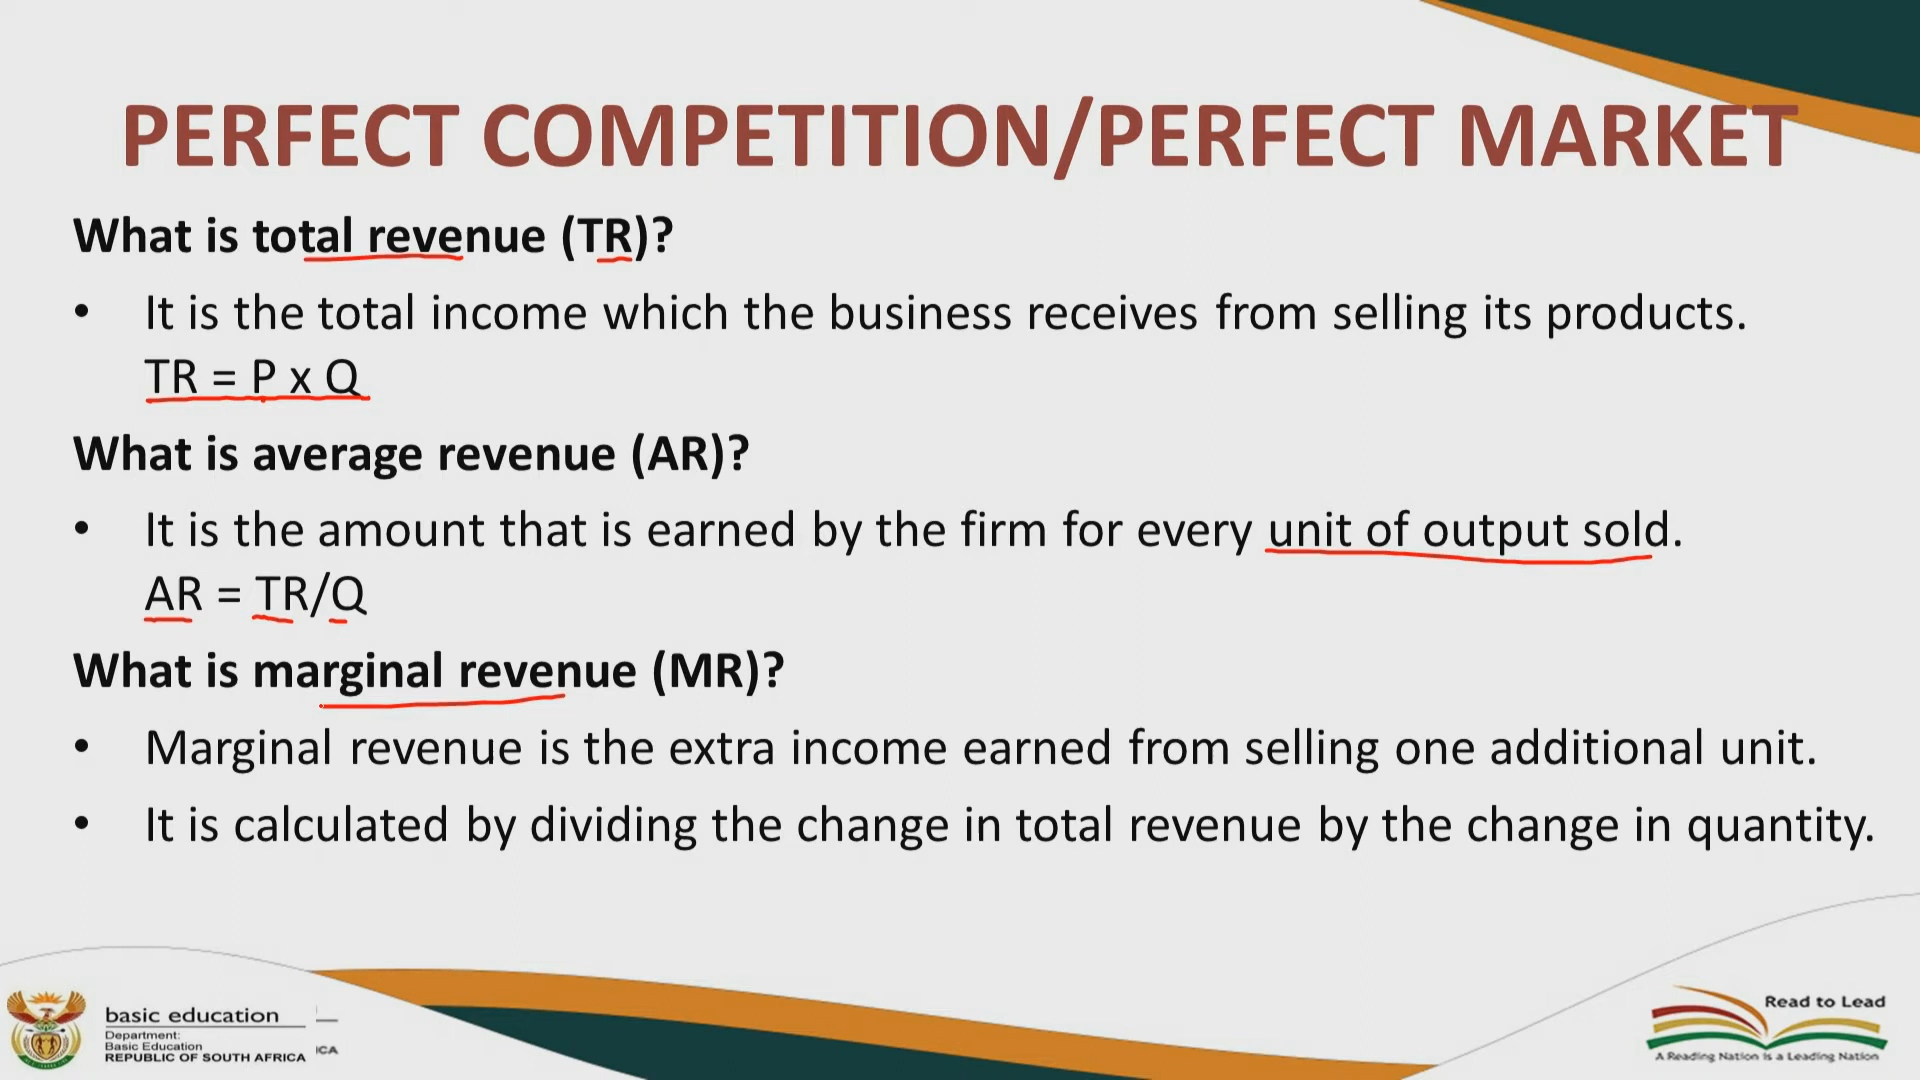 PERFECT COMPETITION/PERFECT MARKET
What is total revenue (TR)?
• It is the total income which the business receives from selling its products.
TR = P x Q
What is average revenue (AR)?
• It is the amount that is earned by the firm for every unit of output sold.
AR = TR/Q
What is marginal revenue (MR)?
• Marginal revenue is the extra income earned from selling one additional unit.
• It is calculated by dividing the change in total revenue by the change in quantity.
basic education
Department:
Basic Education
REPUBLIC OF SOUTH AFRICA
ICA
Read to Lead
A Reading Nation is a Leading Nation